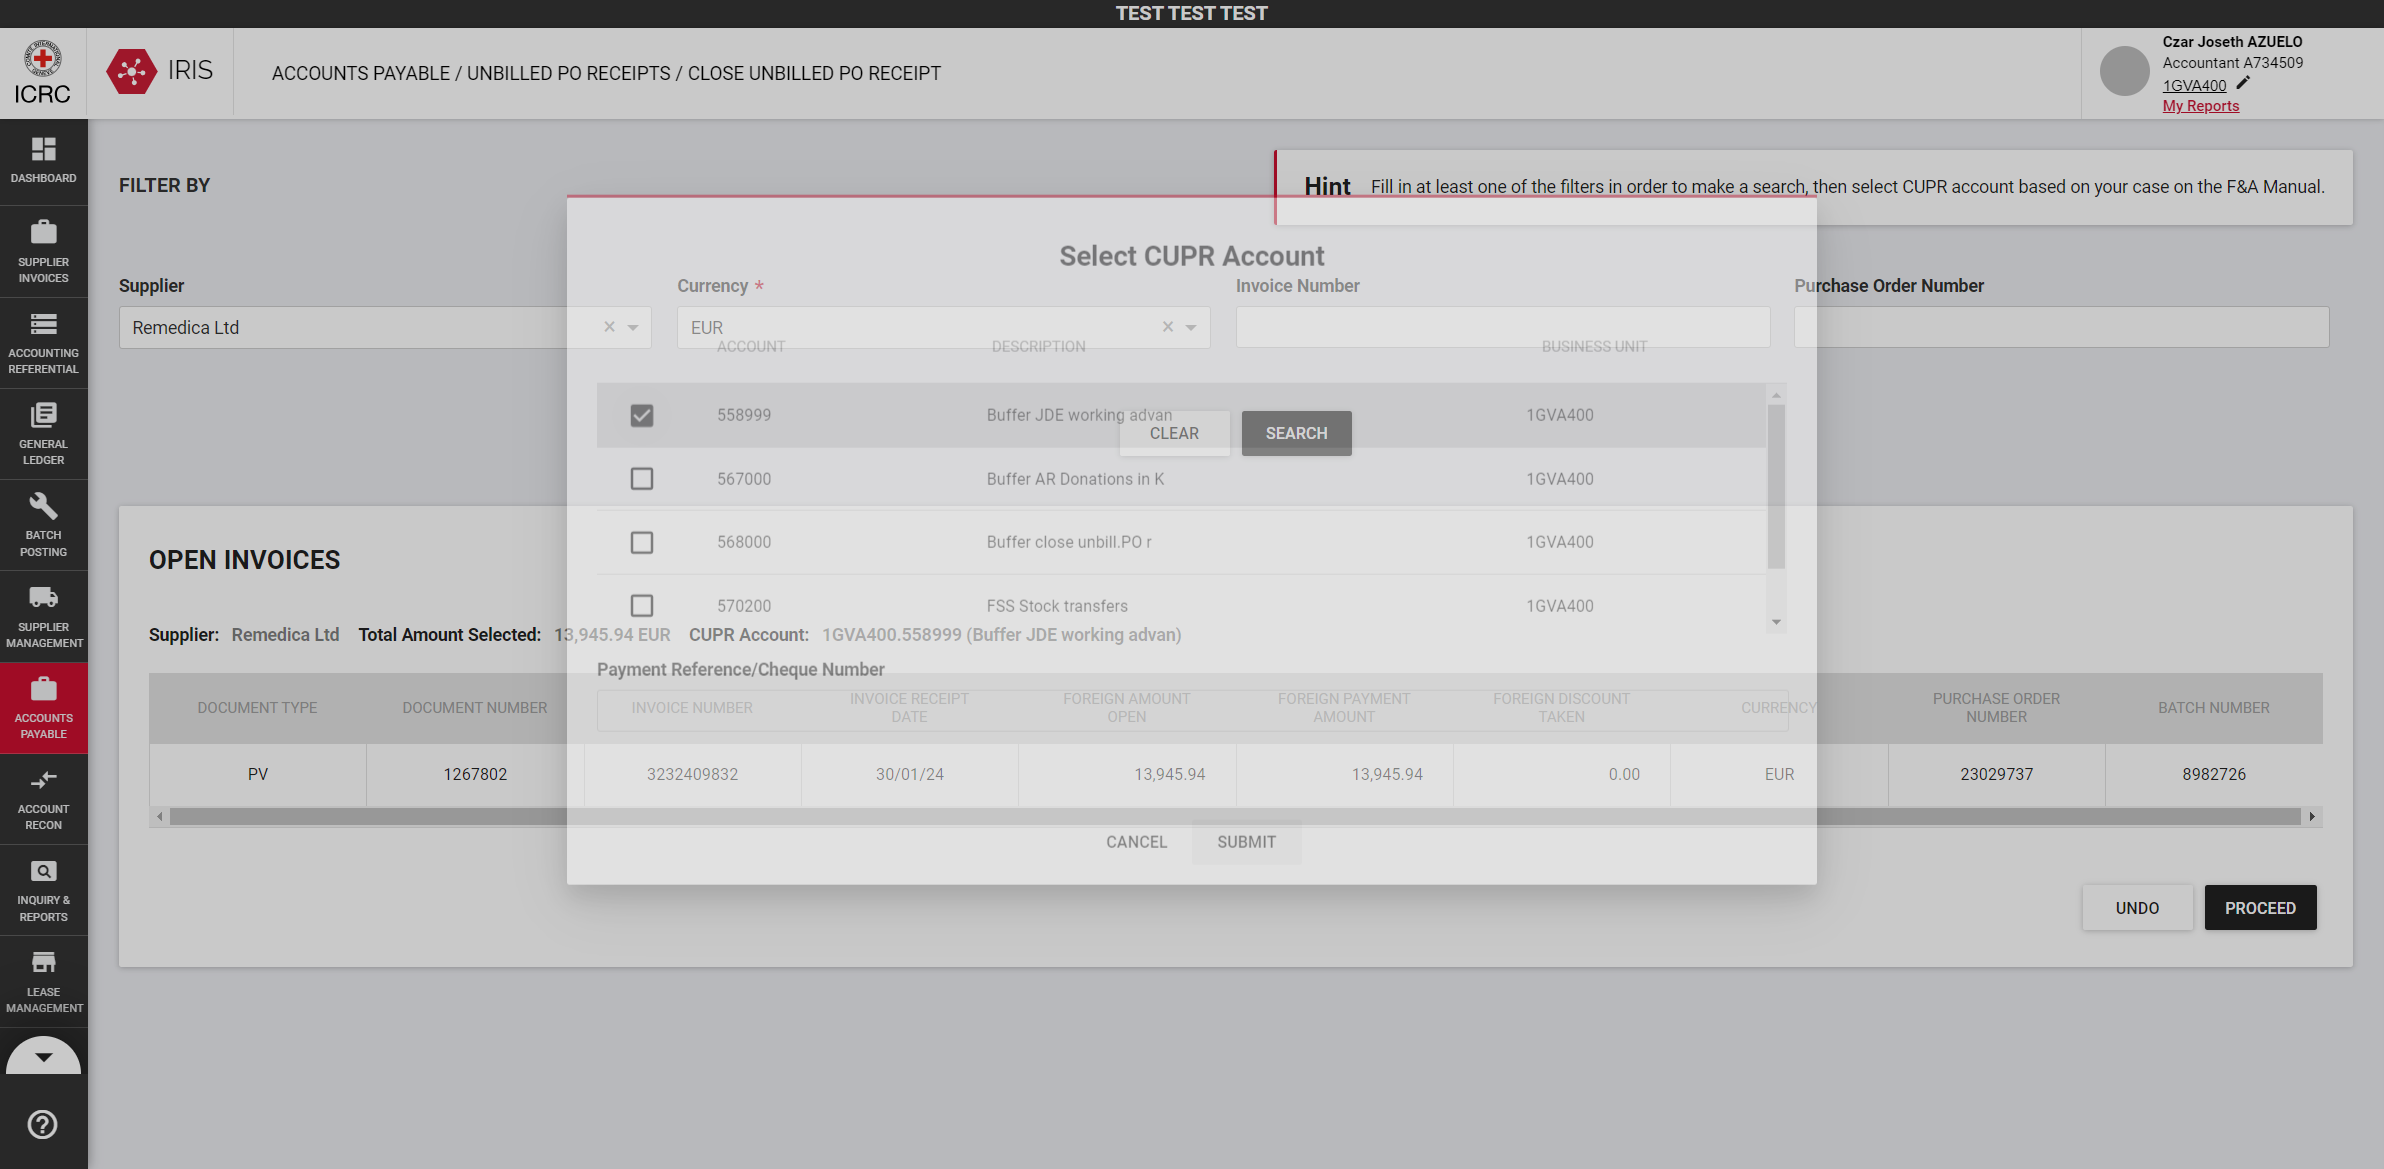 TEST TEST TEST
ICRC
IRIS
ACCOUNTS PAYABLE / UNBILLED PO RECEIPTS / CLOSE UNBILLED PO RECEIPT
Czar Joseth AZUELO
Accountant A734509
1GVA400
My Reports
DASHBOARD
SUPPLIER
INVOICES
ACCOUNTING
REFERENTIAL
GENERAL
LEDGER
BATCH
POSTING
SUPPLIER
MANAGEMENT
ACCOUNTS
PAYABLE
ACCOUNT
RECON
INQUIRY &
REPORTS
LEASE
MANAGEMENT
FILTER BY
Hint Fill in at least one of the filters in order to make a search, then select CUPR account based on your case on the F&A Manual.
Select CUPR Account
Supplier Currency * Invoice Number Purchase Order Number
Remedica Ltd EUR
ACCOUNT DESCRIPTION BUSINESS UNIT
558999 Buffer JDE working advan 1GVA400
CLEAR SEARCH
567000 Buffer AR Donations in K 1GVA400
568000 Buffer close unbill.PO r 1GVA400
OPEN INVOICES
570200 FSS Stock transfers 1GVA400
Supplier: Remedica Ltd Total Amount Selected: 13,945.94 EUR CUPR Account: 1GVA400.558999 (Buffer JDE working advan)
Payment Reference/Cheque Number
DOCUMENT TYPE DOCUMENT NUMBER INVOICE NUMBER INVOICE RECEIPT DATE FOREIGN AMOUNT OPEN FOREIGN PAYMENT AMOUNT FOREIGN DISCOUNT TAKEN CURRENCY PURCHASE ORDER NUMBER BATCH NUMBER
PV 1267802 3232409832 30/01/24 13,945.94 13,945.94 0.00 EUR 23029737 8982726
CANCEL SUBMIT
UNDO PROCEED